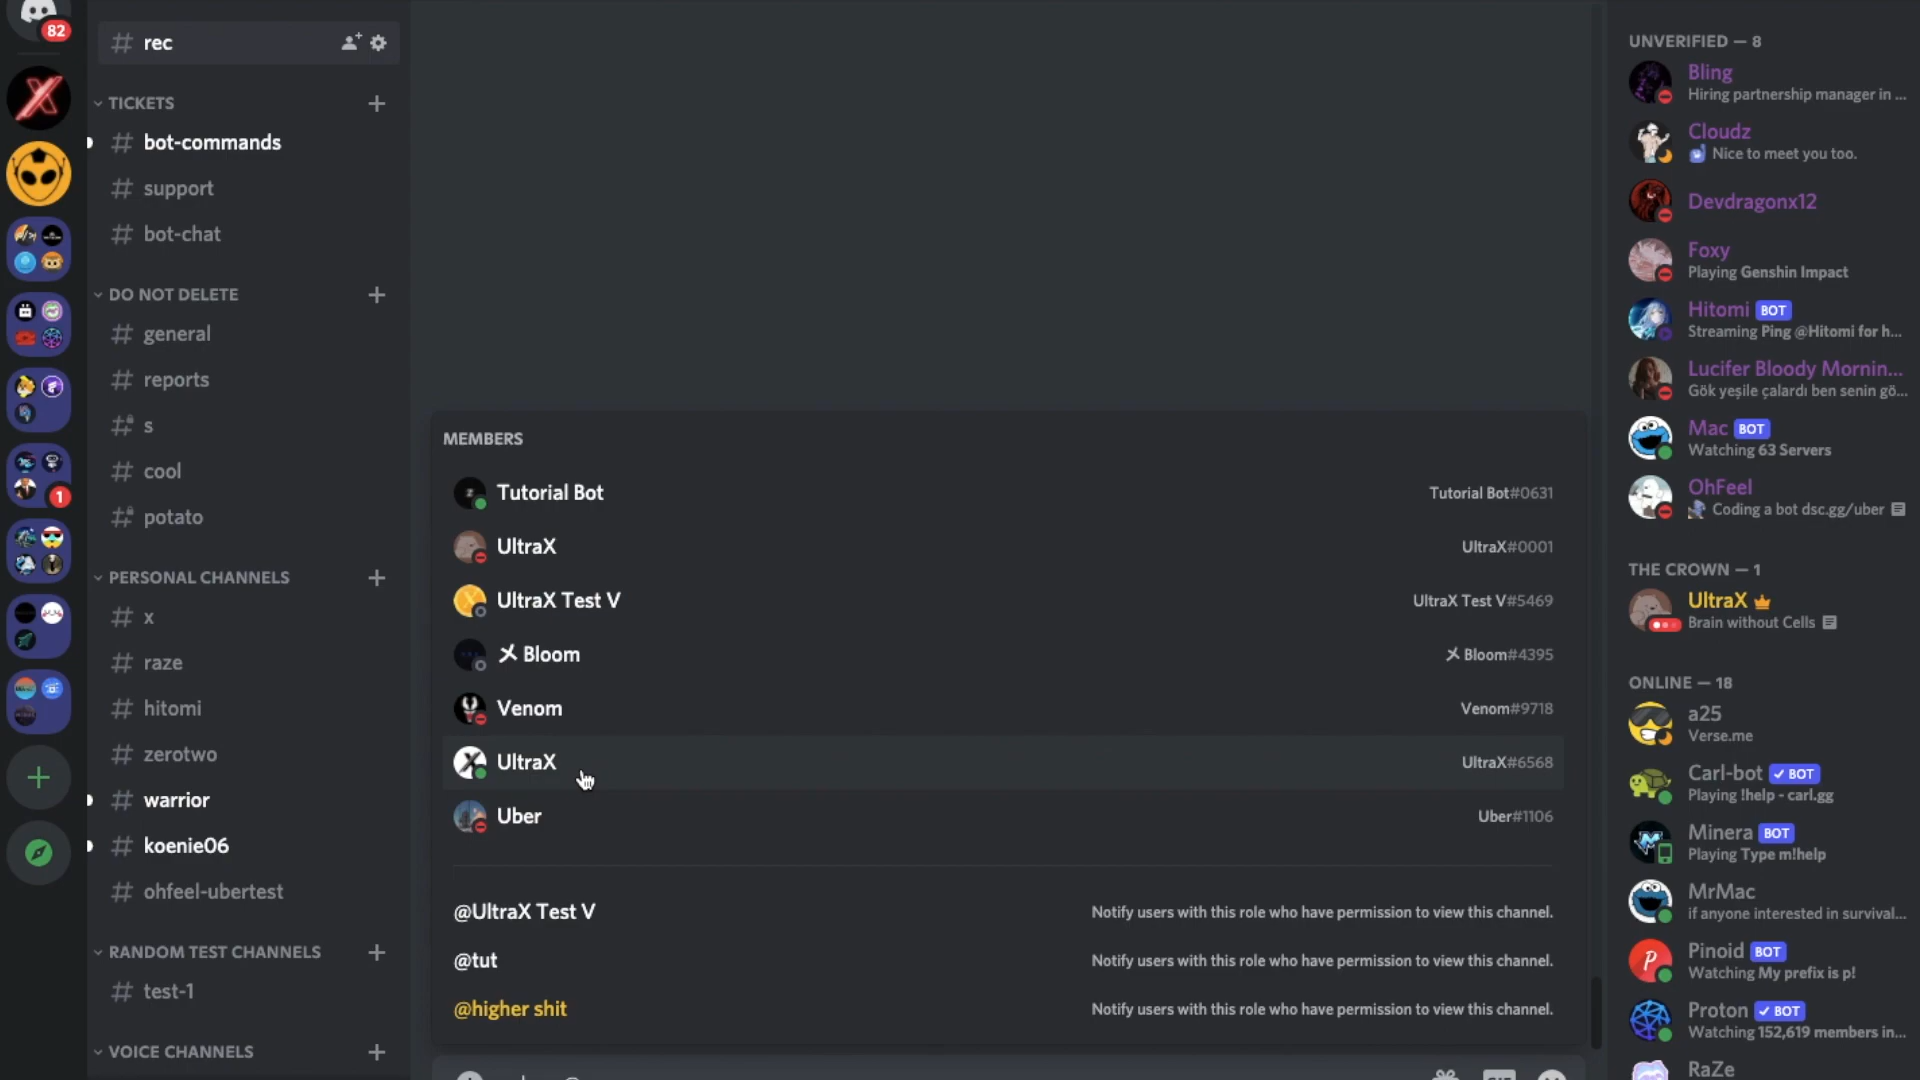 82
rec
TICKETS
bot-commands
support
bot-chat
DO NOT DELETE
general
reports
s
cool
potato
1
PERSONAL CHANNELS
x
raze
hitomi
zerotwo
warrior
koenie06
ohfeel-ubertest
RANDOM TEST CHANNELS
test-1
VOICE CHANNELS
MEMBERS
Tutorial Bot Tutorial Bot#0631
UltraX UltraX#0001
UltraX Test V UltraX Test V#5469
メ Bloom メ Bloom#4395
Venom Venom#9718
UltraX UltraX#6568
Uber Uber#1106
@UltraX Test V Notify users with this role who have permission to view this channel.
@tut Notify users with this role who have permission to view this channel.
@higher shit Notify users with this role who have permission to view this channel.
UNVERIFIED — 8
Bling
Hiring partnership manager in ...
Cloudz
Nice to meet you too.
Devdragonx12
Foxy
Playing Genshin Impact
Hitomi BOT
Streaming Ping @Hitomi for h...
Lucifer Bloody Mornin...
Gök yeşile çalardı ben senin gö...
Mac BOT
Watching 63 Servers
OhFeel
Coding a bot dsc.gg/uber
THE CROWN — 1
UltraX
Brain without Cells
ONLINE — 18
a25
Verse.me
Carl-bot BOT
Playing !help - carl.gg
Minera BOT
Playing Type m!help
MrMac
if anyone interested in survival...
Pinoid BOT
Watching My prefix is p!
Proton BOT
Watching 152,619 members in...
RaZe